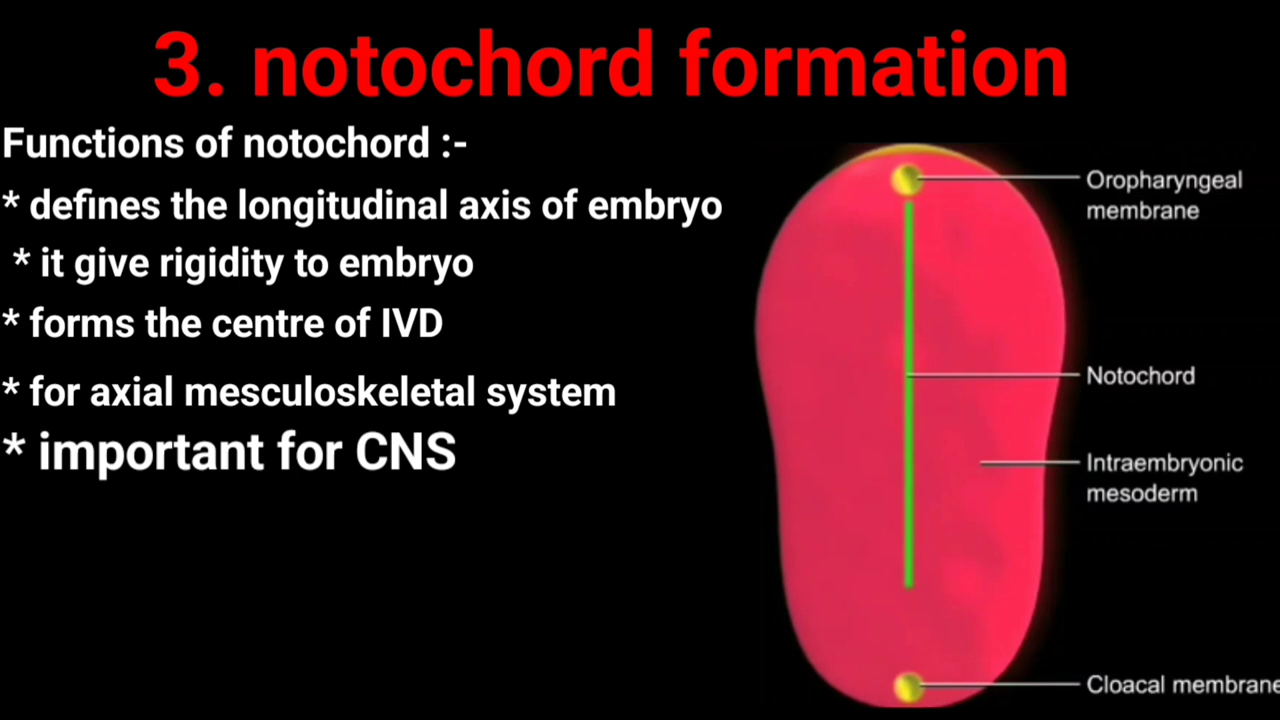 3. notochord formation
Functions of notochord :-
* defines the longitudinal axis of embryo
* it give rigidity to embryo
* forms the centre of IVD
* for axial mesculoskeletal system
* important for CNS
Oropharyngeal
membrane
Notochord
Intraembryonic
mesoderm
Cloacal membrane